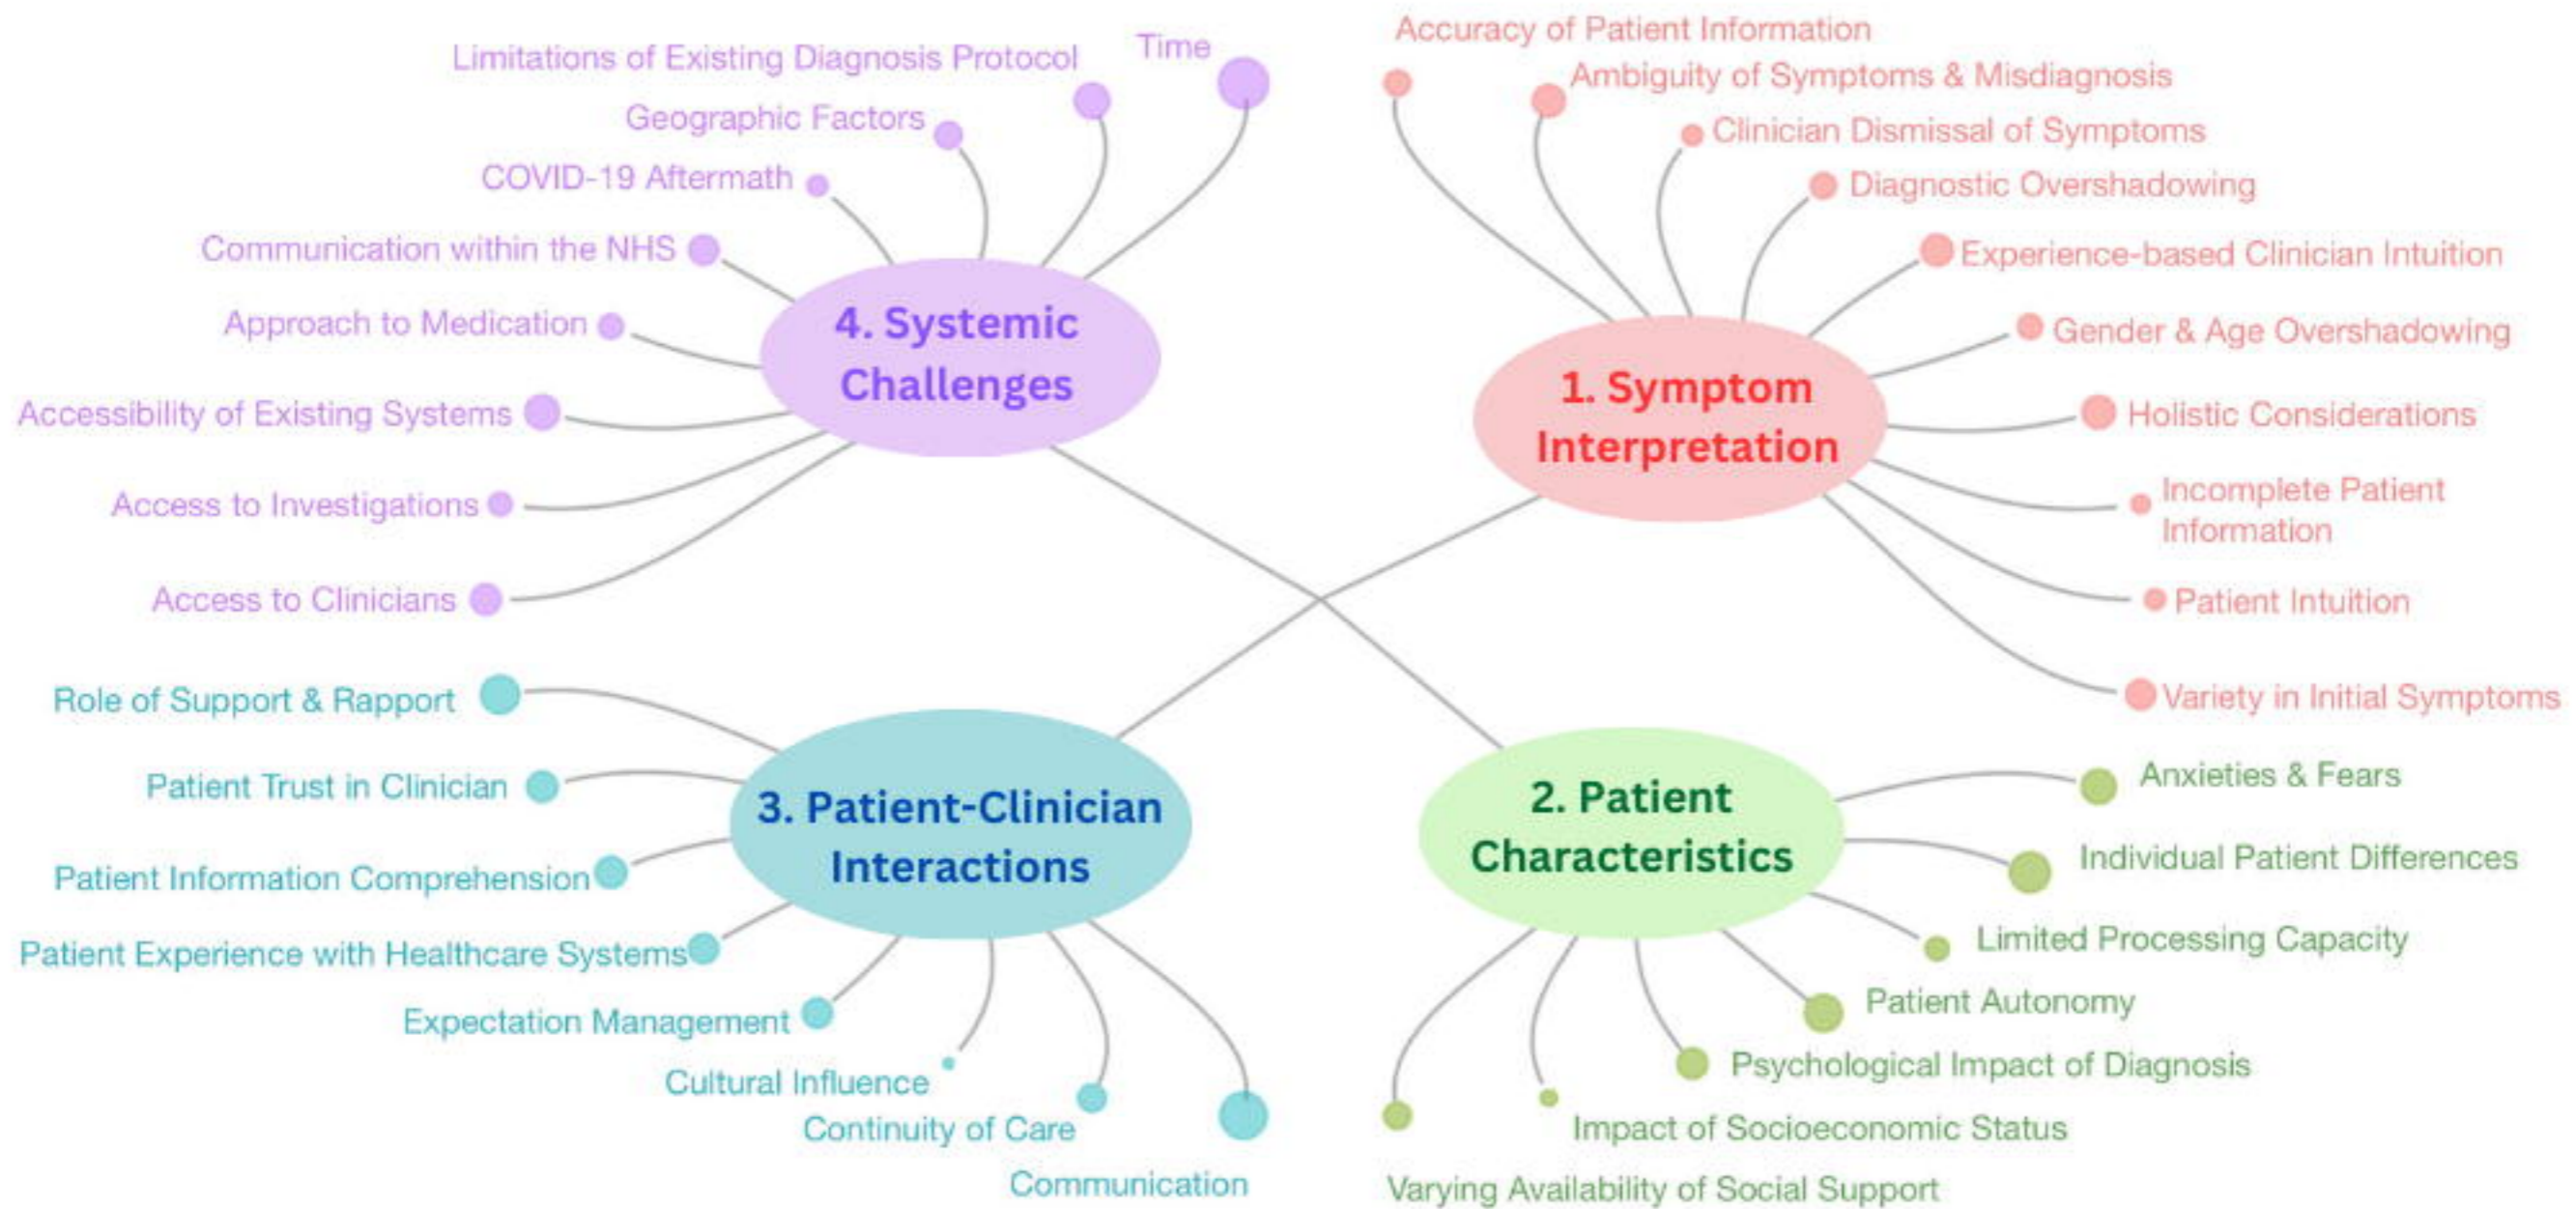 Limitations of Existing Diagnosis Protocol
Time
Geographic Factors
COVID-19 Aftermath
Communication within the NHS
Approach to Medication
Accessibility of Existing Systems
Access to Investigations
Access to Clinicians
4. Systemic
Challenges
Accuracy of Patient Information
Ambiguity of Symptoms & Misdiagnosis
Clinician Dismissal of Symptoms
Diagnostic Overshadowing
Experience-based Clinician Intuition
Gender & Age Overshadowing
Holistic Considerations
Incomplete Patient
Information
Patient Intuition
Variety in Initial Symptoms
1. Symptom
Interpretation
Role of Support & Rapport
Patient Trust in Clinician
Patient Information Comprehension
Patient Experience with Healthcare Systems
Expectation Management
Cultural Influence
Continuity of Care
Communication
3. Patient-Clinician
Interactions
2. Patient
Characteristics
Anxieties & Fears
Individual Patient Differences
Limited Processing Capacity
Patient Autonomy
Psychological Impact of Diagnosis
Impact of Socioeconomic Status
Varying Availability of Social Support